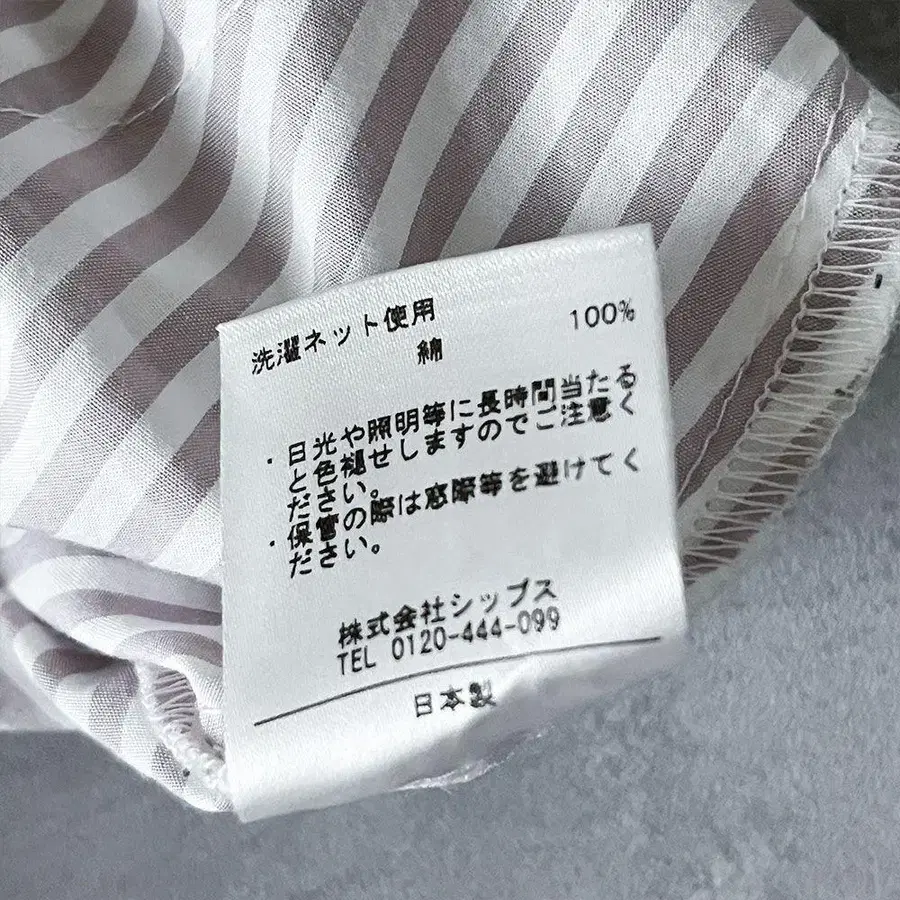 洗濯ネット使用
綿 100%
・日光や照明等に長時間当たる
と色褪せしますのでご注意く
ださい。
・保管の際は窓際等を避けてく
ださい。
株式会社シップス
TEL 0120-444-099
日本製